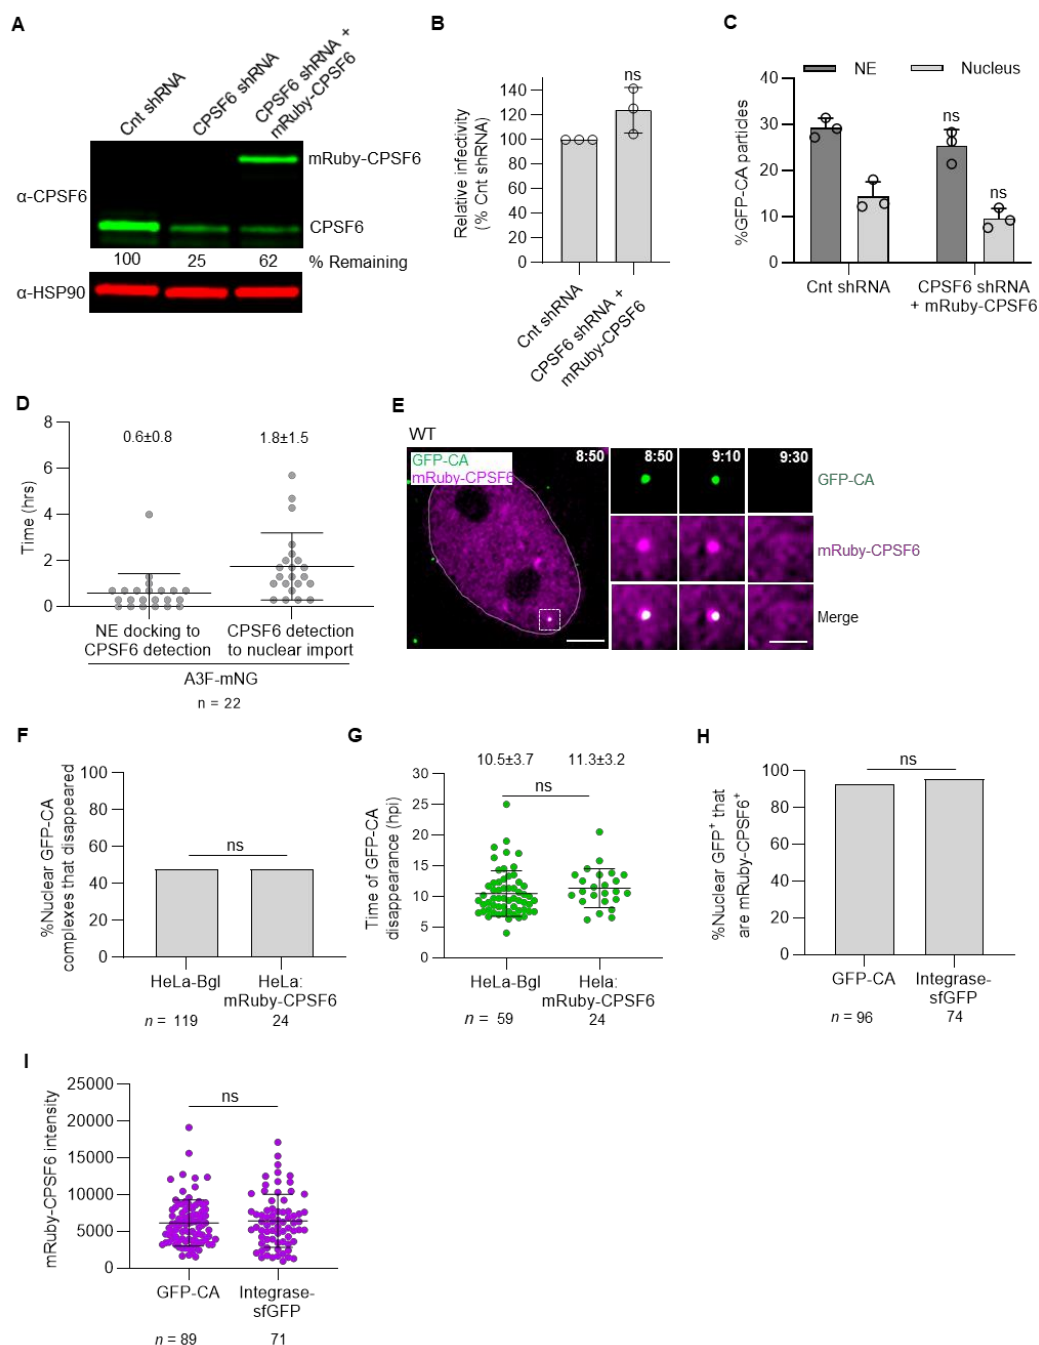 A
Cnt shRNA
CPSF6 shRNA
CPSF6 shRNA +
mRuby-CPSF6
α-CPSF6
mRuby-CPSF6
CPSF6
100 25 62 % Remaining
α-HSP90
B
Relative infectivity
(% Cnt shRNA)
140
120
100
80
60
40
20
0
ns
Cnt shRNA
CPSF6 shRNA +
mRuby-CPSF6
C
NE Nucleus
%GFP-CA particles
40
30
20
10
0
ns
ns
Cnt shRNA
CPSF6 shRNA
+ mRuby-CPSF6
D
Time (hrs)
8
6
4
2
0
0.6±0.8 1.8±1.5
NE docking to
CPSF6 detection
CPSF6 detection
to nuclear import
A3F-mNG
n = 22
E
WT
GFP-CA
mRuby-CPSF6
8:50
8:50 9:10 9:30
GFP-CA
mRuby-CPSF6
Merge
F
%Nuclear GFP-CA
complexes that disappeared
100
80
60
40
20
0
ns
HeLa-Bgl
HeLa:
mRuby-CPSF6
n = 119 24
G
Time of GFP-CA
disappearance (hpi)
10.5±3.7 11.3±3.2
30
25
20
15
10
5
0
ns
HeLa-Bgl
Hela:
mRuby-CPSF6
n = 59 24
H
%Nuclear GFP+ that
are mRuby-CPSF6+
100
80
60
40
20
0
ns
GFP-CA
Integrase-
sfGFP
n = 96 74
I
mRuby-CPSF6 intensity
25000
20000
15000
10000
5000
0
ns
GFP-CA
Integrase-
sfGFP
n = 89 71